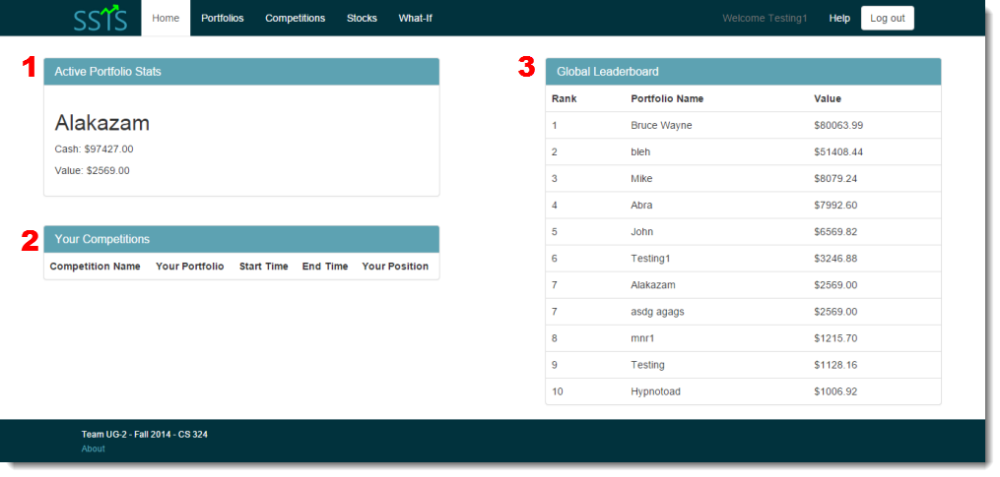 SSTS Home Portfolios Competitions Stocks What-If Welcome Testing1 Help Log out
1 Active Portfolio Stats
Alakazam
Cash: $97427.00
Value: $2569.00
2 Your Competitions
Competition Name Your Portfolio Start Time End Time Your Position
3 Global Leaderboard
Rank Portfolio Name Value
1 Bruce Wayne $80063.99
2 bleh $51408.44
3 Mike $8079.24
4 Abra $7992.60
5 John $6569.82
6 Testing1 $3246.88
7 Alakazam $2569.00
7 asdg agags $2569.00
8 mnr1 $1215.70
9 Testing $1128.16
10 Hypnotoad $1006.92
Team UG-2 - Fall 2014 - CS 324
About